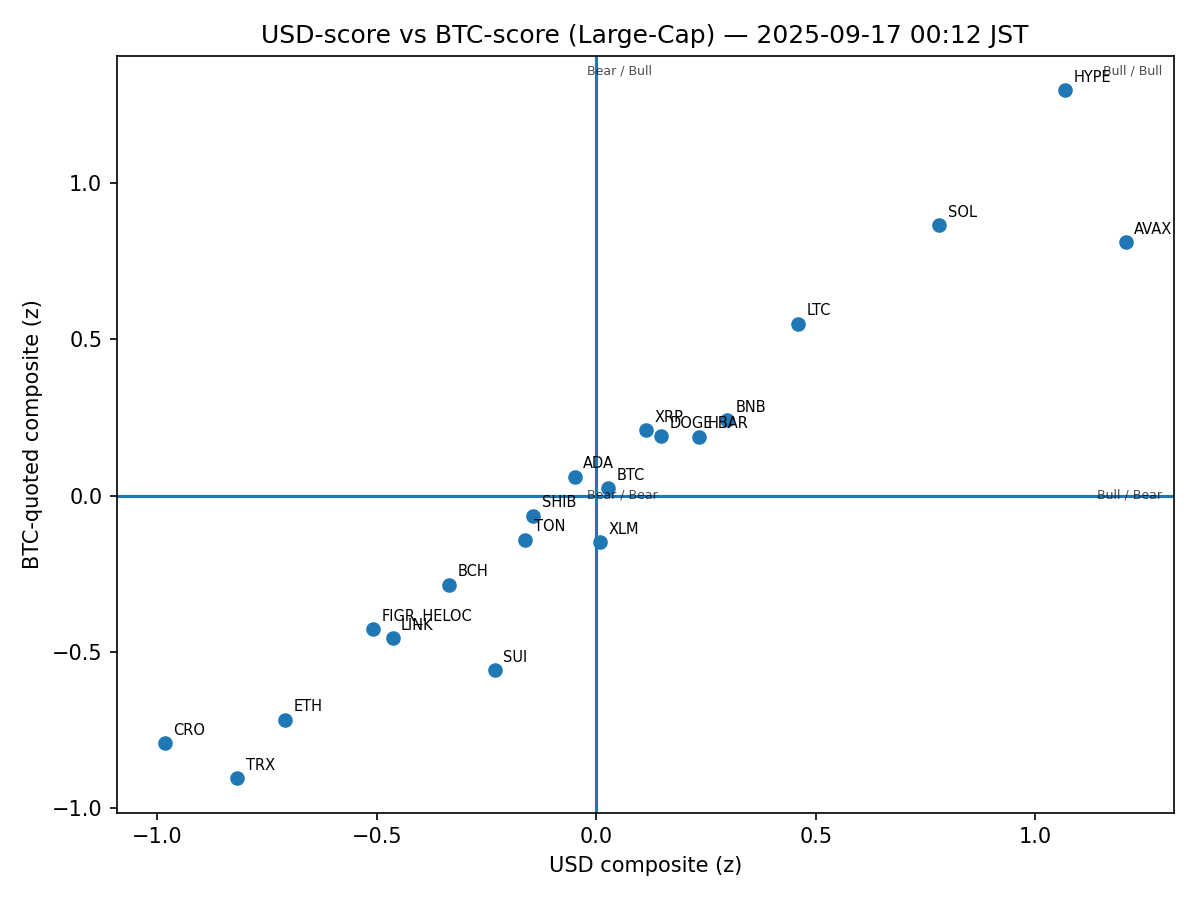 USD-score vs BTC-score (Large-Cap) — 2025-09-17 00:12 JST
Bear / Bull
Bull / Bull
HYPE
SOL
AVAX
LTC
BNB
XRP
DOGE
HBAR
ADA
BTC
Bear / Bear
Bull / Bear
SHIB
TON
XLM
BCH
FIGR_HELOC
LINK
SUI
ETH
CRO
TRX
1.0
0.5
0.0
−0.5
−1.0
BTC-quoted composite (z)
−1.0
−0.5
0.0
0.5
1.0
USD composite (z)